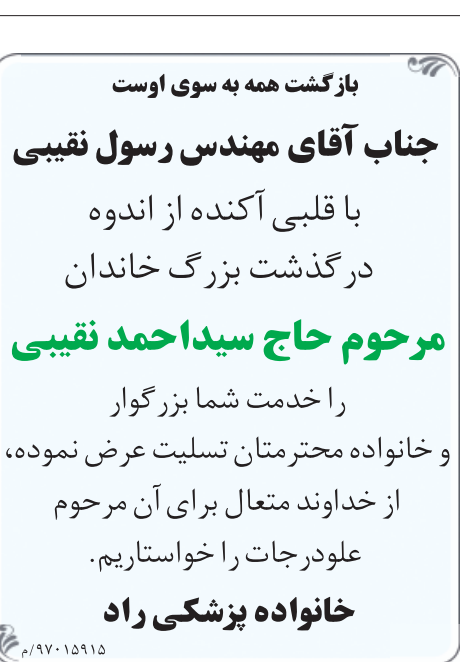 بازگشت همه به سوی اوست
جناب آقای مهندس رسول نقیبی
با قلبی آکنده از اندوه
درگذشت بزرگ خاندان
مرحوم حاج سیداحمد نقیبی
را خدمت شما بزرگوار
و خانواده محترمتان تسلیت عرض نموده،
از خداوند متعال برای آن مرحوم
علودرجات را خواستاریم.
خانواده پزشکی راد
۹۷۰۱۵۹۱۵/م